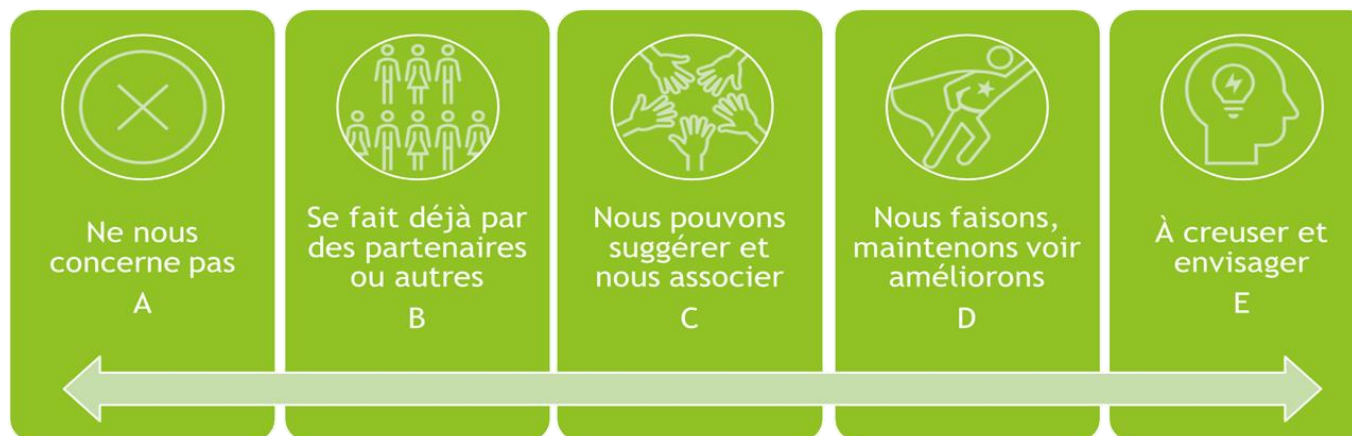 Ne nous
concerne pas
A
Se fait déjà par
des partenaires
ou autres
B
Nous pouvons
suggérer et
nous associer
C
Nous faisons,
maintenons voir
améliorons
D
À creuser et
envisager
E